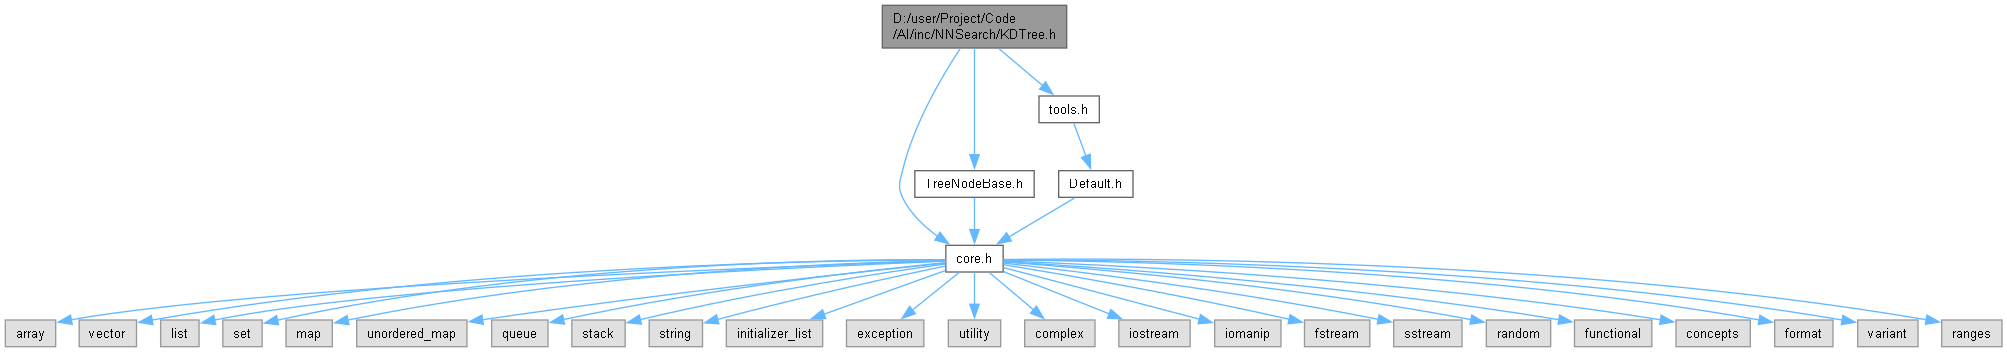 D:/user/Project/Code
/AI/inc/NNSearch/KDTree.h
tools.h
TreeNodeBase.h
Default.h
core.h
array
vector
list
set
map
unordered_map
queue
stack
string
initializer_list
exception
utility
complex
iostream
iomanip
fstream
sstream
random
functional
concepts
format
variant
ranges